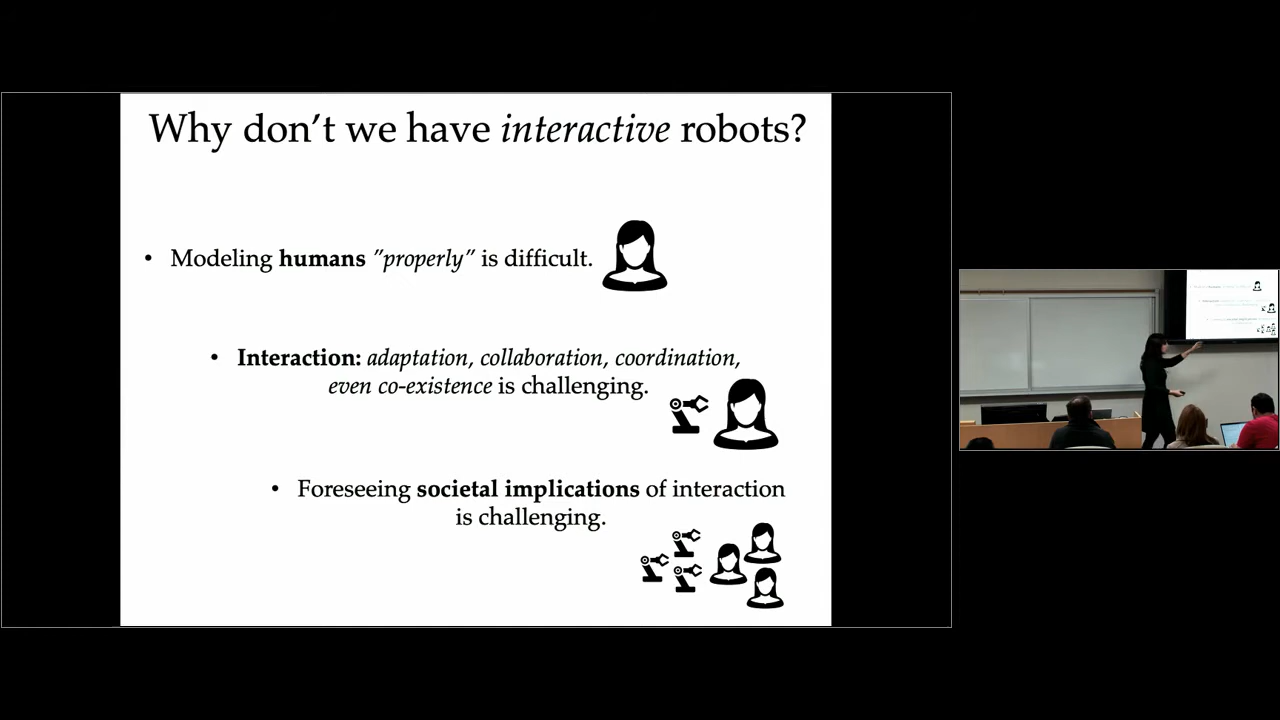 Why don’t we have interactive robots?
• Modeling humans ”properly” is difficult.
• Interaction: adaptation, collaboration, coordination,
even co-existence is challenging.
• Foreseeing societal implications of interaction
is challenging.